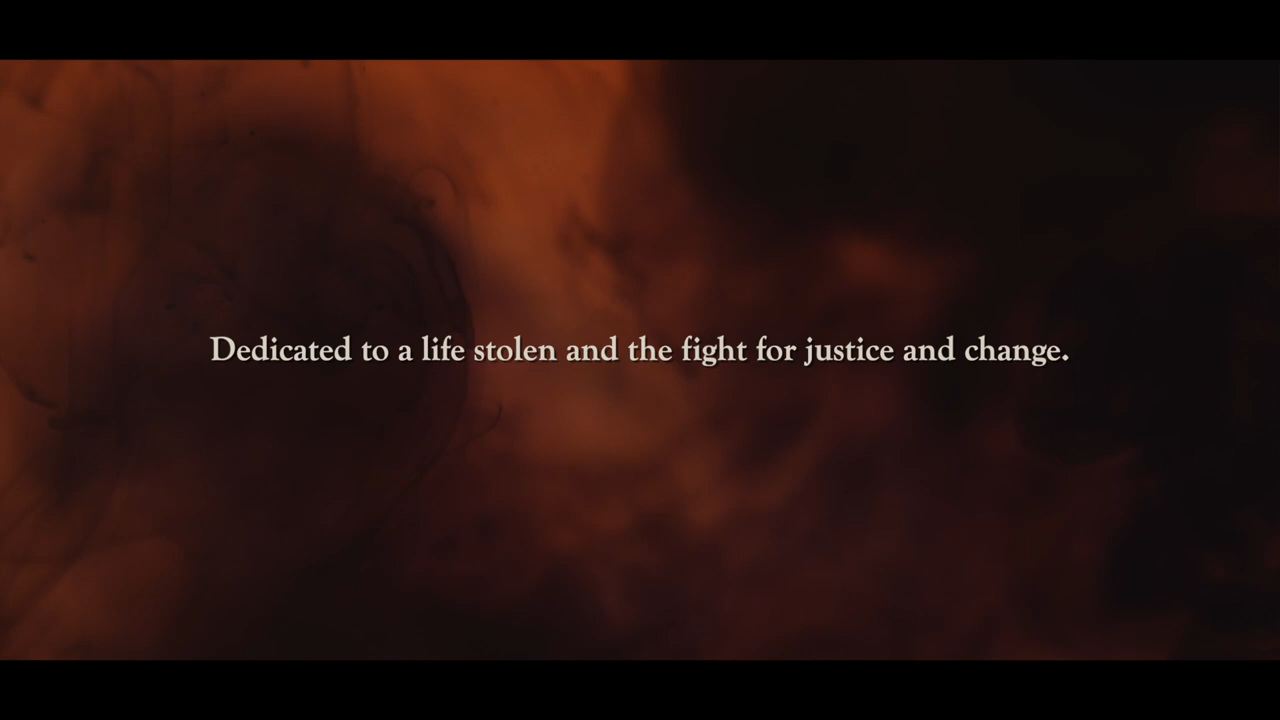 Dedicated to a life stolen and the fight for justice and change.